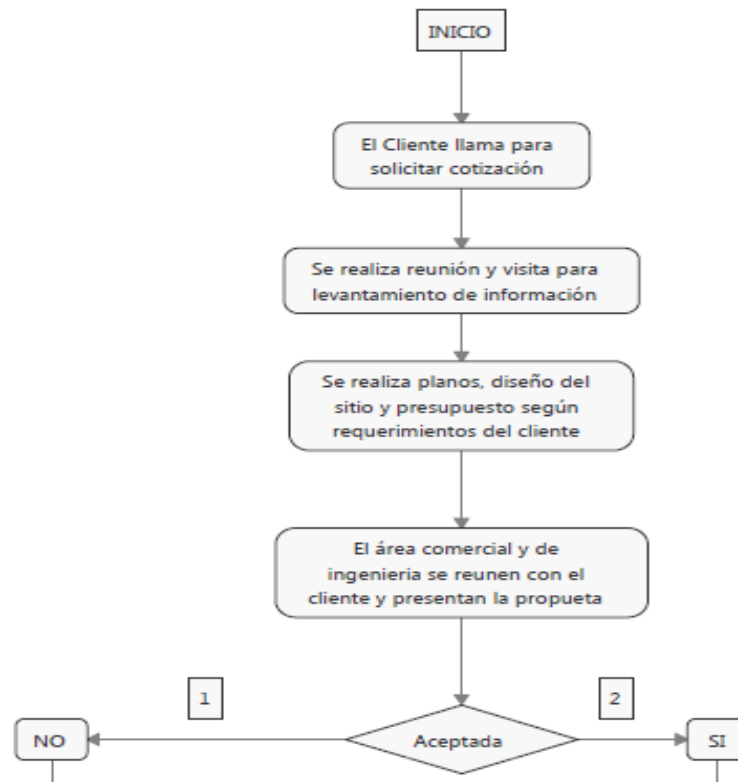 INICIO
El Cliente llama para
solicitar cotización
Se realiza reunión y visita para
levantamiento de información
Se realiza planos, diseño del
sitio y presupuesto según
requerimientos del cliente
El área comercial y de
ingenieria se reunen con el
cliente y presentan la propueta
1
2
NO
Aceptada
SI